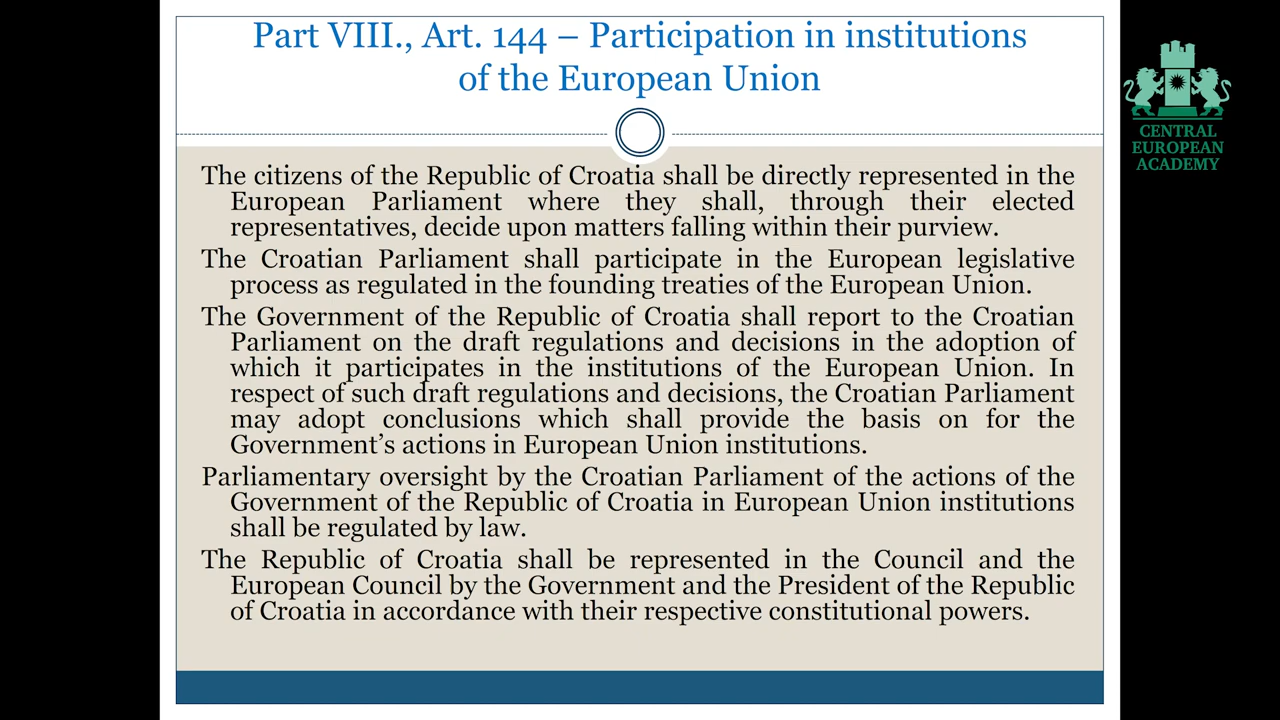 Part VIII., Art. 144 – Participation in institutions
of the European Union
CENTRAL
EUROPEAN
ACADEMY
The citizens of the Republic of Croatia shall be directly represented in the
European Parliament where they shall, through their elected
representatives, decide upon matters falling within their purview.
The Croatian Parliament shall participate in the European legislative
process as regulated in the founding treaties of the European Union.
The Government of the Republic of Croatia shall report to the Croatian
Parliament on the draft regulations and decisions in the adoption of
which it participates in the institutions of the European Union. In
respect of such draft regulations and decisions, the Croatian Parliament
may adopt conclusions which shall provide the basis on for the
Government’s actions in European Union institutions.
Parliamentary oversight by the Croatian Parliament of the actions of the
Government of the Republic of Croatia in European Union institutions
shall be regulated by law.
The Republic of Croatia shall be represented in the Council and the
European Council by the Government and the President of the Republic
of Croatia in accordance with their respective constitutional powers.